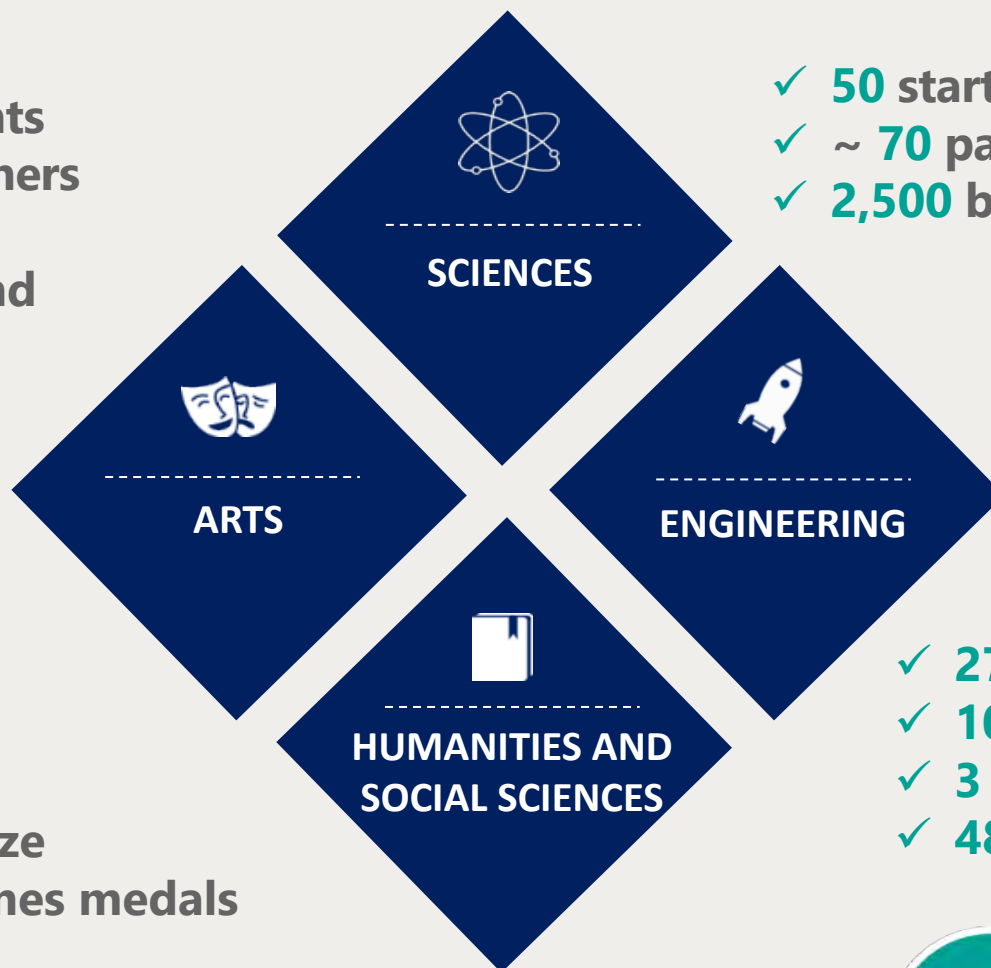 nts
ners
nd
✓ 50 start
✓ ~ 70 pa
✓ 2,500 b
SCIENCES
ARTS
ENGINEERING
HUMANITIES AND
SOCIAL SCIENCES
✓ 27
✓ 10
✓ 3
✓ 48
ze
nes medals